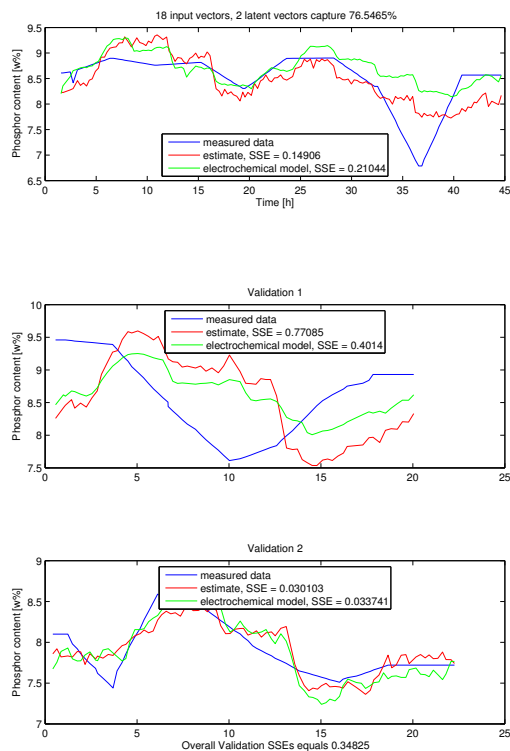 18 input vectors, 2 latent vectors capture 76.5465%
Phosphor content [w%]
9.5
9
8.5
8
7.5
7
6.5
measured data
estimate, SSE = 0.14906
electrochemical model, SSE = 0.21044
0 5 10 15 20 25 30 35 40 45
Time [h]
Validation 1
Phosphor content [w%]
10
9.5
9
8.5
8
7.5
measured data
estimate, SSE = 0.77085
electrochemical model, SSE = 0.4014
0 5 10 15 20 25
Validation 2
Phosphor content [w%]
9
8.5
8
7.5
7
measured data
estimate, SSE = 0.030103
electrochemical model, SSE = 0.033741
0 5 10 15 20 25
Overall Validation SSEs equals 0.34825